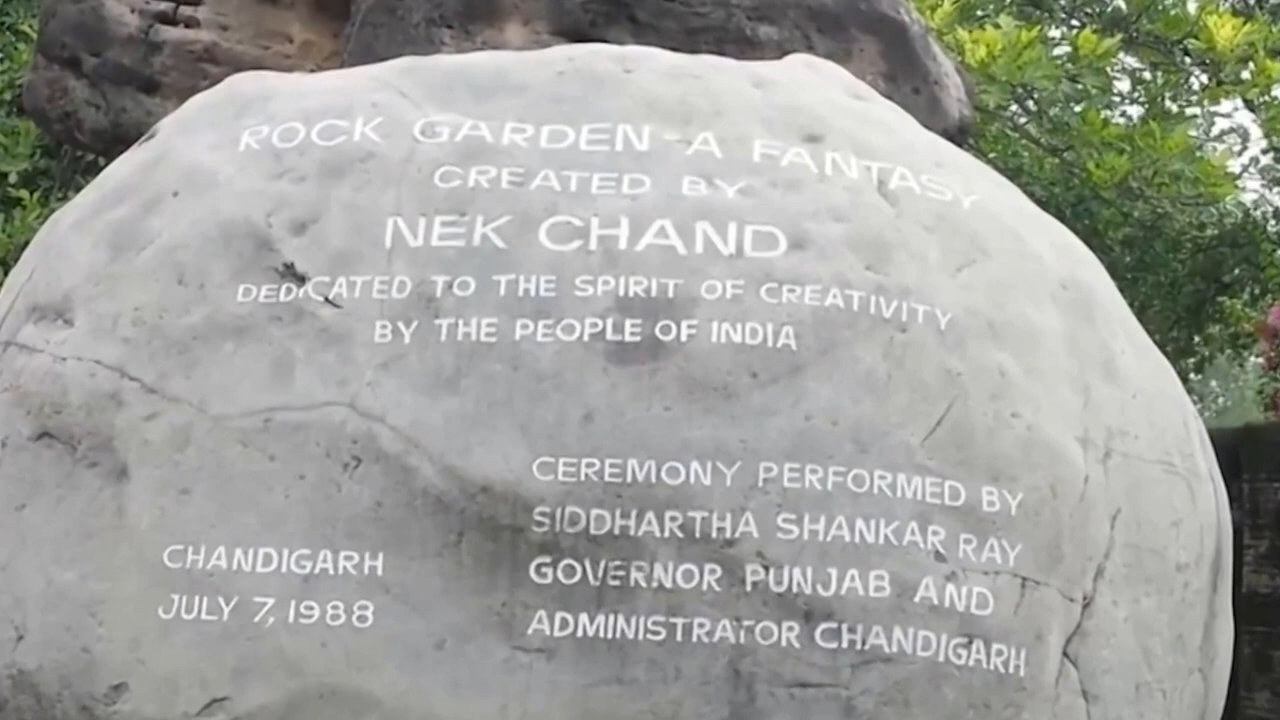 ROCK GARDEN - A FANTASY
CREATED BY
NEK CHAND
DEDICATED TO THE SPIRIT OF CREATIVITY
BY THE PEOPLE OF INDIA
CEREMONY PERFORMED BY
SIDDHARTHA SHANKAR RAY
GOVERNOR PUNJAB AND
ADMINISTRATOR CHANDIGARH
CHANDIGARH
JULY 7, 1988